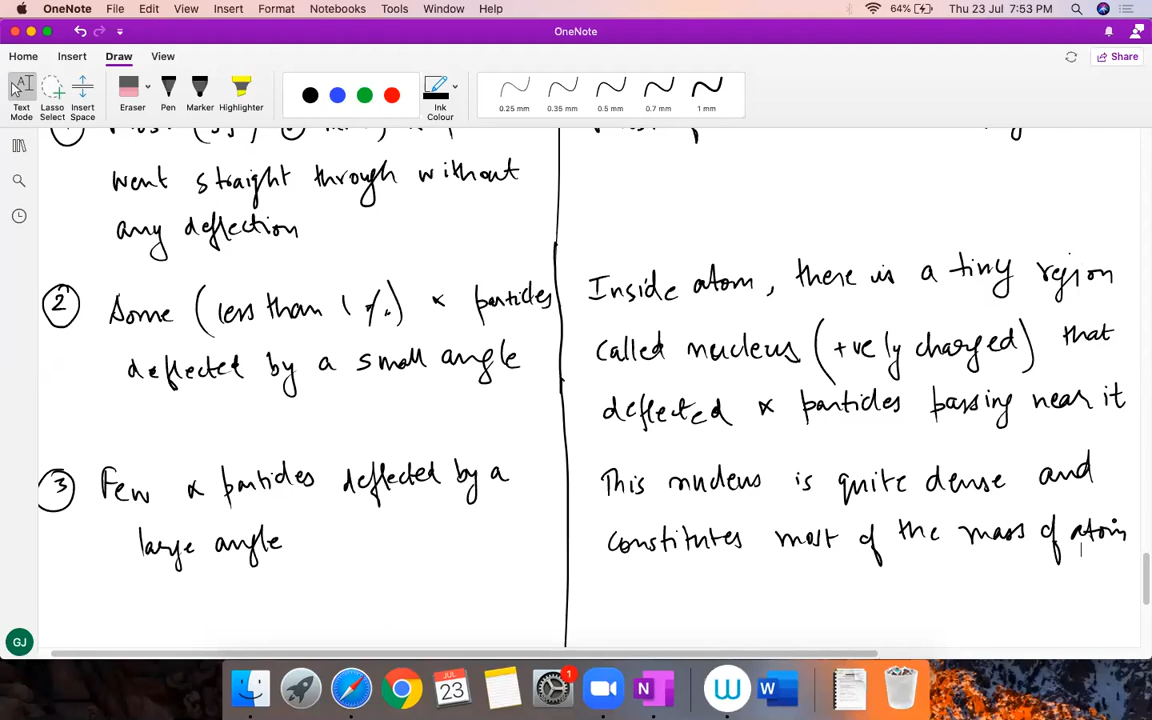 OneNote File Edit View Insert Format Notebooks Tools Window Help 64% Thu 23 Jul 7:53 PM
OneNote
Home Insert Draw View Share
Text Mode Lasso Select Insert Space Eraser Pen Marker Highlighter Ink Colour 0.25 mm 0.35 mm 0.5 mm 0.7 mm 1 mm
went straight through without
any deflection
② Some (less than 1 %) α particles
deflected by a small angle
③ Few α particles deflected by a
large angle
Inside atom, there is a tiny region
called nucleus (+vely charged) that
deflected α particles passing near it
This nucleus is quite dense and
constitutes most of the mass of atom
GJ
JUL 23 1 N W W